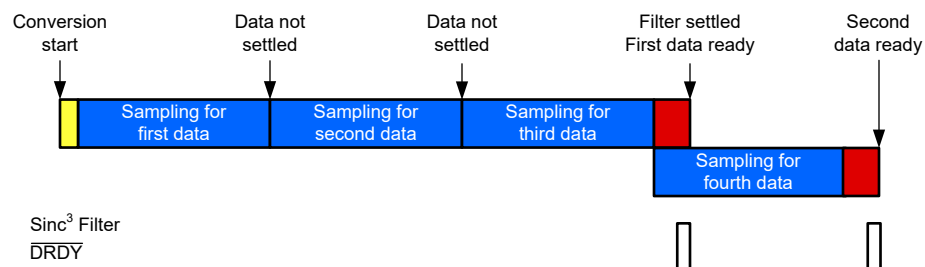 Conversion
start
Data not
settled
Data not
settled
Filter settled
First data ready
Second
data ready
Sampling for
first data
Sampling for
second data
Sampling for
third data
Sampling for
fourth data
Sinc³ Filter
D̅R̅D̅Y̅